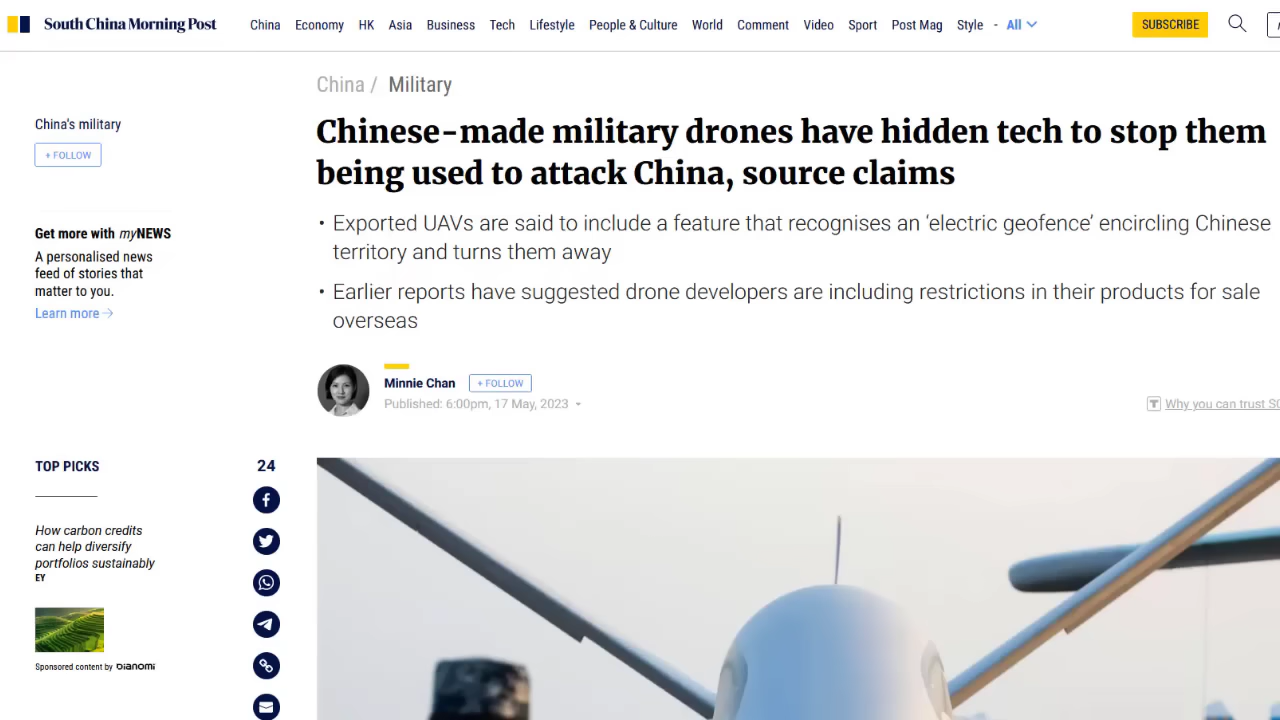 South China Morning Post
China Economy HK Asia Business Tech Lifestyle People & Culture World Comment Video Sport Post Mag Style - All
SUBSCRIBE
China / Military
China's military
+ FOLLOW
Chinese-made military drones have hidden tech to stop them
being used to attack China, source claims
• Exported UAVs are said to include a feature that recognises an ‘electric geofence’ encircling Chinese
territory and turns them away
• Earlier reports have suggested drone developers are including restrictions in their products for sale
overseas
Get more with myNEWS
A personalised news
feed of stories that
matter to you.
Learn more
Minnie Chan
+ FOLLOW
Published: 6:00pm, 17 May, 2023
Why you can trust SC
TOP PICKS
24
How carbon credits
can help diversify
portfolios sustainably
EY
Sponsored content by bianomi